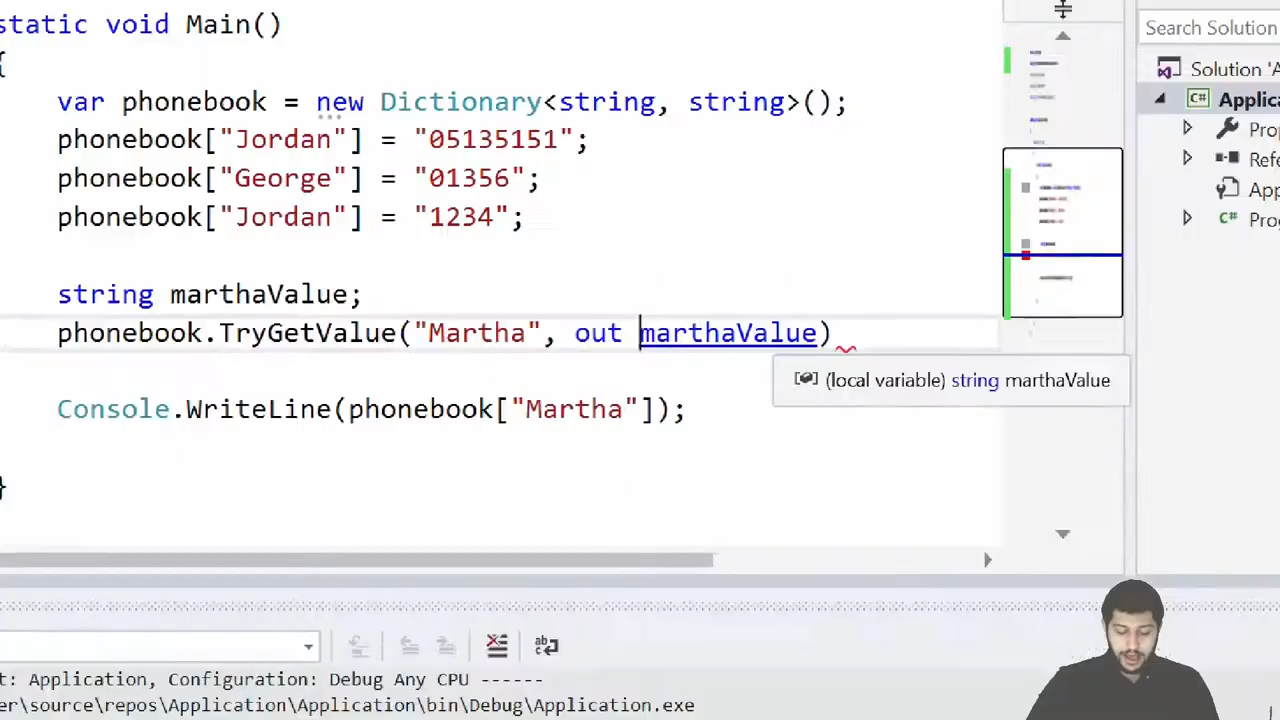 static void Main()
{
var phonebook = new Dictionary<string, string>();
phonebook["Jordan"] = "05135151";
phonebook["George"] = "01356";
phonebook["Jordan"] = "1234";
string marthaValue;
phonebook.TryGetValue("Martha", out marthaValue)
(local variable) string marthaValue
Console.WriteLine(phonebook["Martha"]);
}
Search Solution
Solution 'A
C# Applica
Pro
Refe
App
C# Prog
t: Application, Configuration: Debug Any CPU ------
er\source\repos\Application\Application\bin\Debug\Application.exe